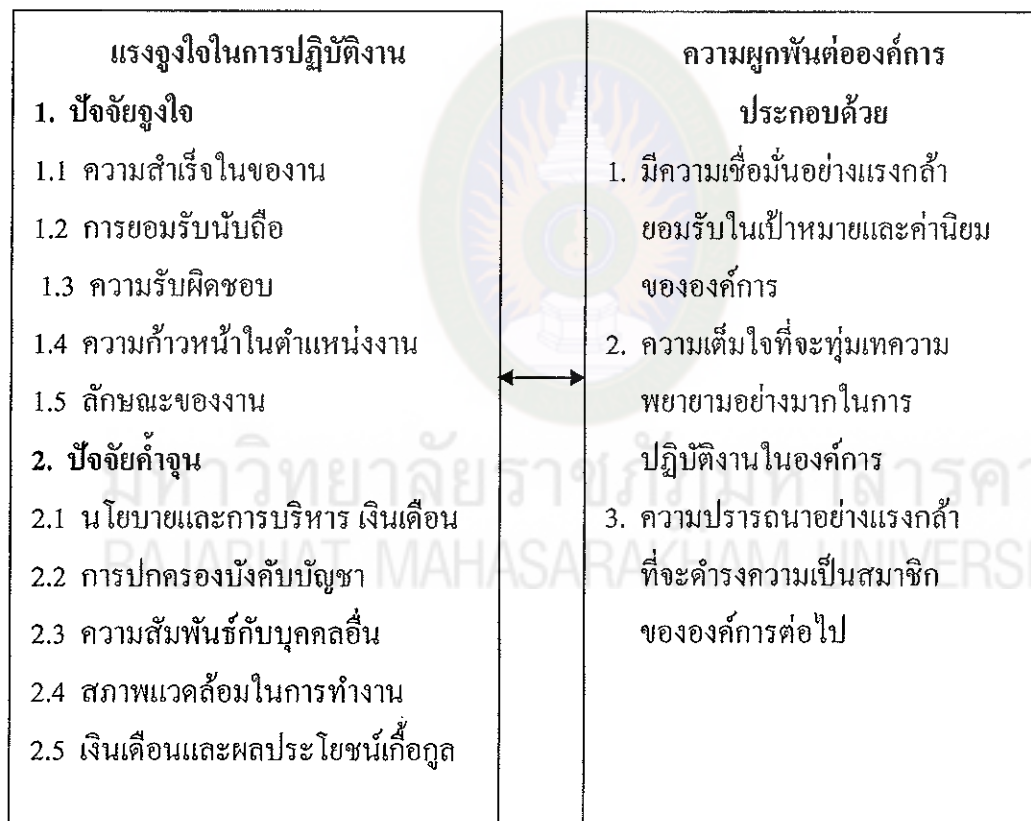 แรงจูงใจในการปฏิบัติงาน
1. ปัจจัยจูงใจ
1.1 ความสำเร็จในของงาน
1.2 การยอมรับนับถือ
1.3 ความรับผิดชอบ
1.4 ความก้าวหน้าในตำแหน่งงาน
1.5 ลักษณะของงาน
2. ปัจจัยค้ำจุน
2.1 นโยบายและการบริหาร เงินเดือน
2.2 การปกครองบังคับบัญชา
2.3 ความสัมพันธ์กับบุคคลอื่น
2.4 สภาพแวดล้อมในการทำงาน
2.5 เงินเดือนและผลประโยชน์เกื้อกูล
ความผูกพันต่อองค์การ
ประกอบด้วย
1. มีความเชื่อมั่นอย่างแรงกล้า
ยอมรับในเป้าหมายและค่านิยม
ขององค์การ
2. ความเต็มใจที่จะทุ่มเทความ
พยายามอย่างมากในการ
ปฏิบัติงานในองค์การ
3. ความปรารถนาอย่างแรงกล้า
ที่จะดำรงความเป็นสมาชิก
ขององค์การต่อไป
มหาวิทยาลัยราชภัฏมหาสารคา
RAJABHAT MAHASARAKHAM UNIVERSI